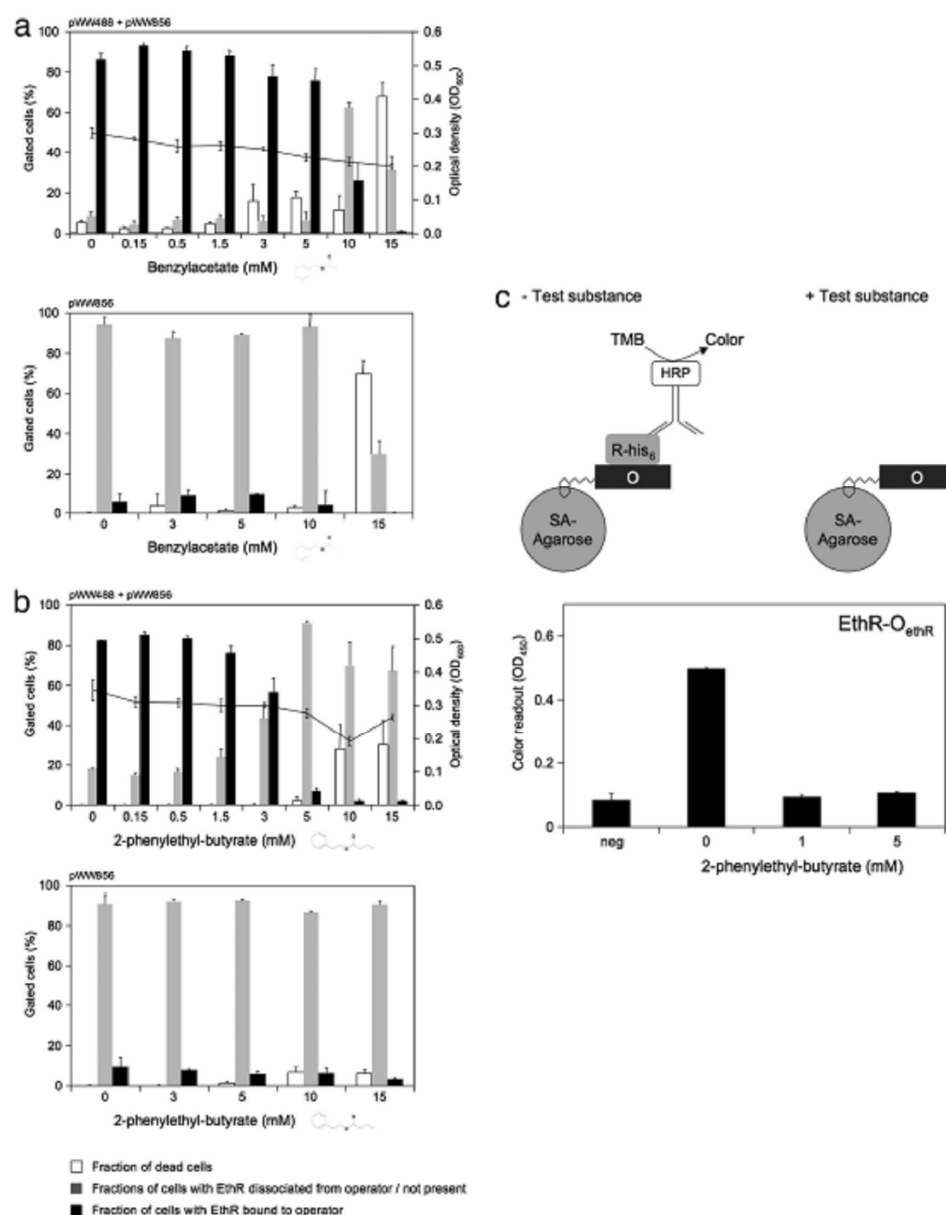 a
pWW488 + pWW856
100
80
60
40
20
0
Gated cells (%)
0.6
0.5
0.4
0.3
0.2
0.1
0.0
Optical density (OD600)
0 0.15 0.5 1.5 3 5 10 15
Benzylacetate (mM)
pWW856
100
80
60
40
20
0
Gated cells (%)
0 3 5 10 15
Benzylacetate (mM)
b
pWW488 + pWW856
100
80
60
40
20
0
Gated cells (%)
0.6
0.5
0.4
0.3
0.2
0.1
0.0
Optical density (OD600)
0 0.15 0.5 1.5 3 5 10 15
2-phenylethyl-butyrate (mM)
pWW856
100
80
60
40
20
0
Gated cells (%)
0 3 5 10 15
2-phenylethyl-butyrate (mM)
Fraction of dead cells
Fractions of cells with EthR dissociated from operator / not present
Fraction of cells with EthR bound to operator
c
- Test substance
+ Test substance
TMB Color
HRP
R-his6
O
SA-
Agarose
O
SA-
Agarose
EthR-OethR
0.6
0.4
0.2
0
Color readout (OD450)
neg 0 1 5
2-phenylethyl-butyrate (mM)